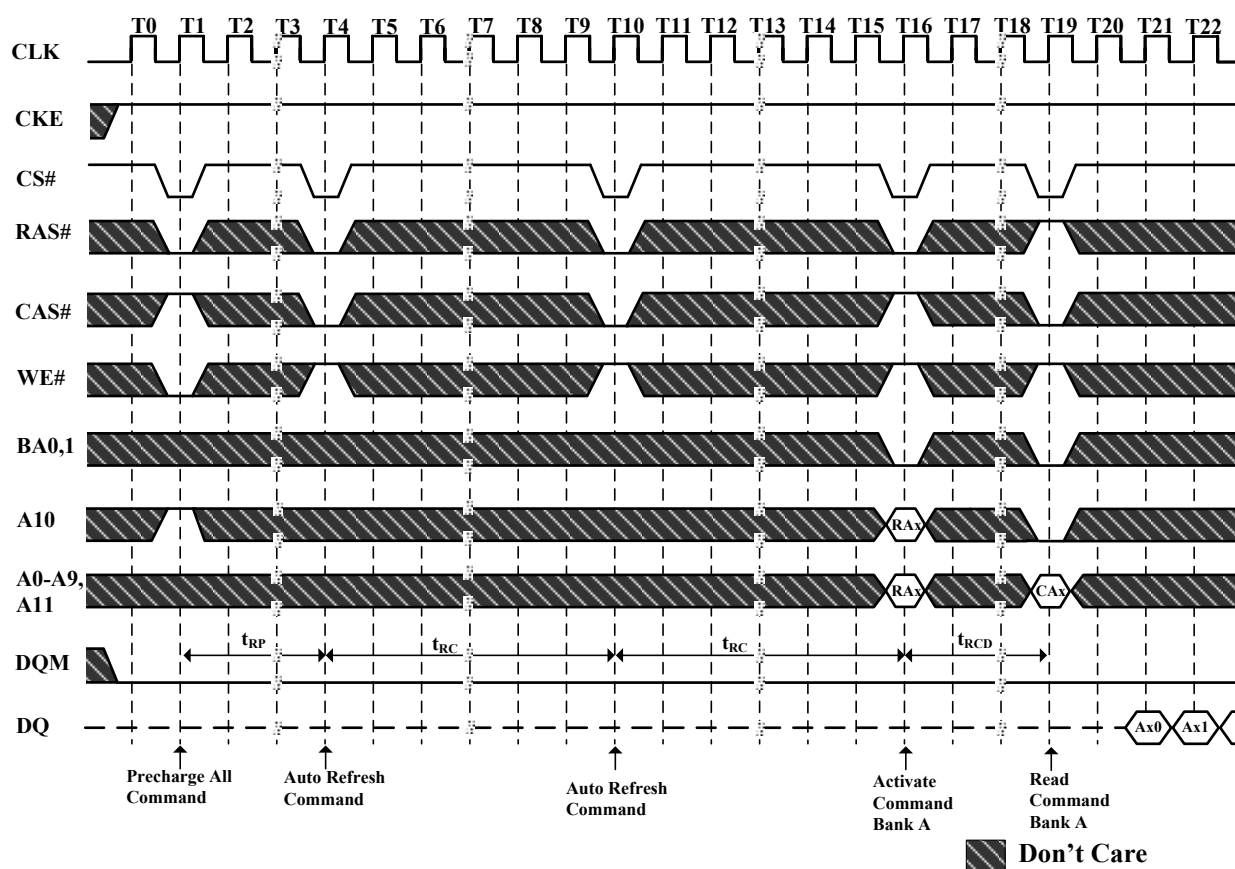 T0 T1 T2 T3 T4 T5 T6 T7 T8 T9 T10 T11 T12 T13 T14 T15 T16 T17 T18 T19 T20 T21 T22
CLK
CKE
CS#
RAS#
CAS#
WE#
BA0,1
A10
RAx
A0-A9,
A11
RAx
CAx
tRP
tRC
tRC
tRCD
DQM
DQ
Ax0
Ax1
Precharge All
Command
Auto Refresh
Command
Auto Refresh
Command
Activate
Command
Bank A
Read
Command
Bank A
Don't Care